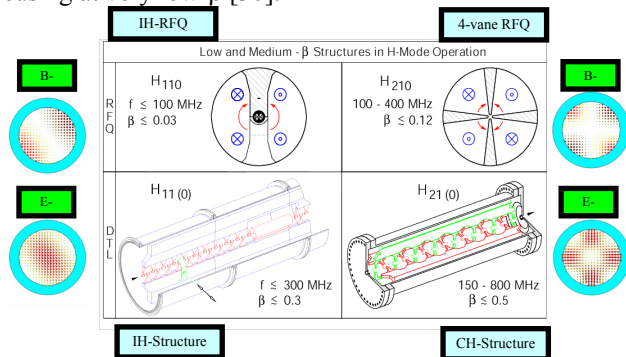 IH-RFQ
4-vane RFQ
Low and Medium - β Structures in H-Mode Operation
B-
B-
R
F
Q
H110
f ≤ 100 MHz
β ≤ 0.03
H210
100 - 400 MHz
β ≤ 0.12
E-
E-
D
T
L
H11 (0)
f ≤ 300 MHz
β ≤ 0.3
H21 (0)
150 - 800 MHz
β ≤ 0.5
IH-Structure
CH-Structure